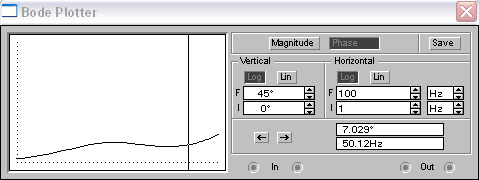 Bode Plotter
Magnitude Phase Save
Vertical Horizontal
Log Lin Log Lin
F 45° F 100 Hz
I 0° I 1 Hz
7.029°
50.12Hz
In Out